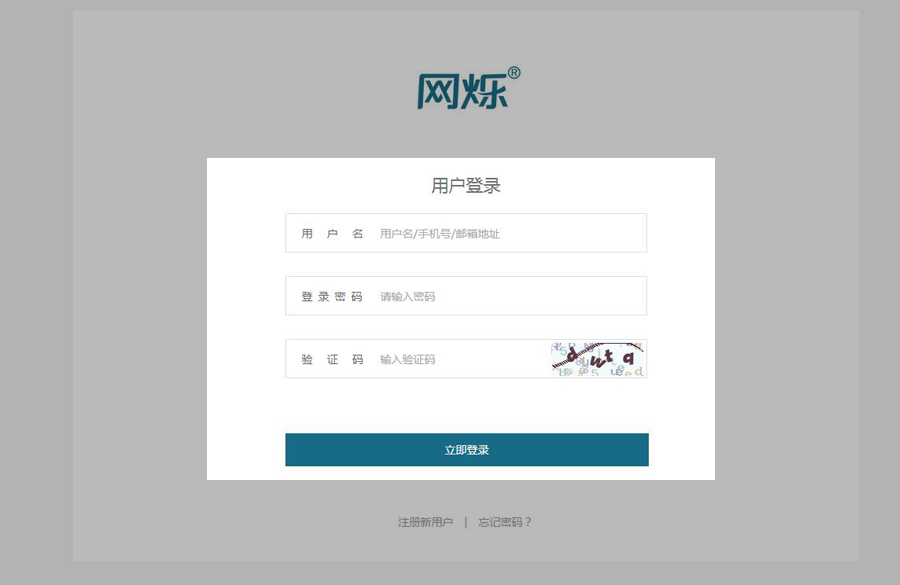 网烁®
用户登录
用户名 用户名/手机号/邮箱地址
登录密码 请输入密码
验证码 输入验证码
立即登录
注册新用户 | 忘记密码？